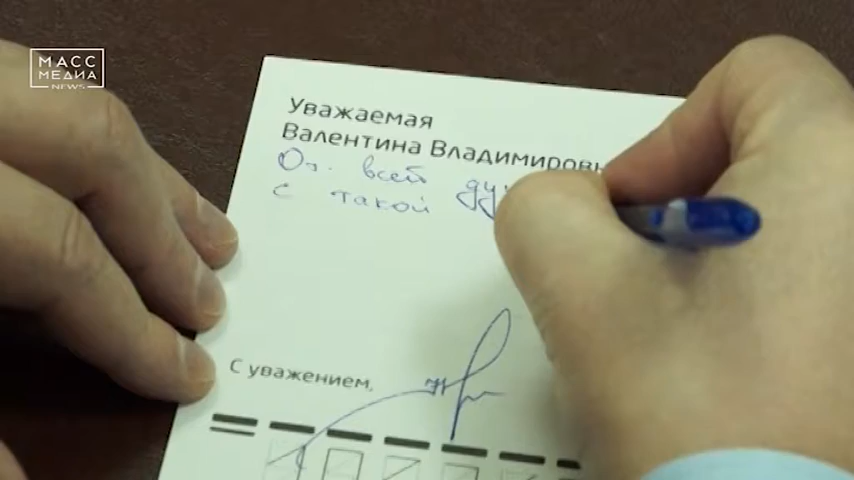 МАСС
МЕДИА
NEWS
Уважаемая
Валентина Владимировн
От всей
с такой
С уважением,